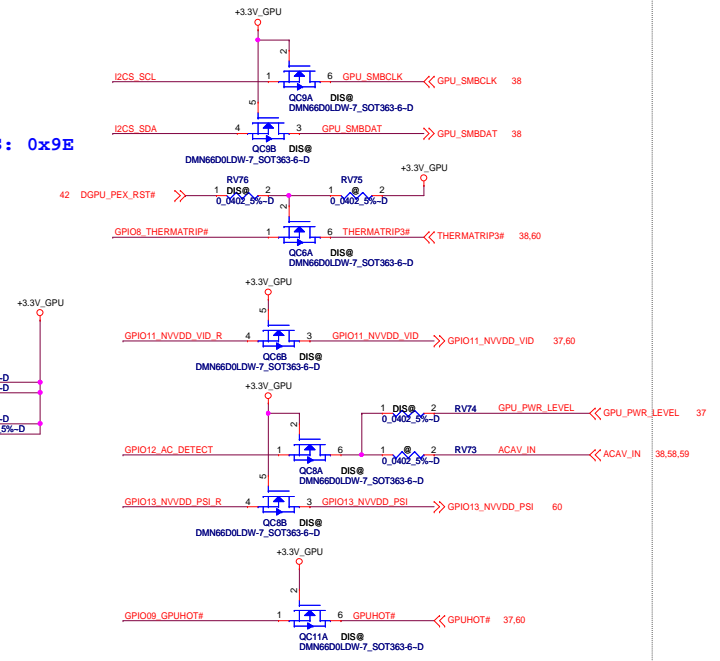 +3.3V_GPU
2
I2CS_SCL 1 6 GPU_SMBCLK GPU_SMBCLK 38
QC9A DIS@
DMN66D0LDW-7_SOT363-6~D
5
I2CS_SDA 4 3 GPU_SMBDAT GPU_SMBDAT 38
QC9B DIS@
DMN66D0LDW-7_SOT363-6~D
S: 0x9E
+3.3V_GPU
RV76 RV75
42 DGPU_PEX_RST# 1 DIS@ 2 1 @ 2
0_0402_5%~D 0_0402_5%~D
2
GPIO8_THERMATRIP# 1 6 THERMATRIP3# THERMATRIP3# 38,60
QC6A DIS@
DMN66D0LDW-7_SOT363-6~D
+3.3V_GPU
+3.3V_GPU
5
GPIO11_NVVDD_VID_R 4 3 GPIO11_NVVDD_VID GPIO11_NVVDD_VID 37,60
QC6B DIS@
DMN66D0LDW-7_SOT363-6~D
~D
~D
~D
5%~D
+3.3V_GPU
1 DIS@ 2 RV74 GPU_PWR_LEVEL GPU_PWR_LEVEL 37
0_0402_5%~D
2
GPIO12_AC_DETECT 1 6 1 @ 2 RV73 ACAV_IN ACAV_IN 38,58,59
0_0402_5%~D
QC8A DIS@
DMN66D0LDW-7_SOT363-6~D
5
GPIO13_NVVDD_PSI_R 4 3 GPIO13_NVVDD_PSI GPIO13_NVVDD_PSI 60
QC8B DIS@
DMN66D0LDW-7_SOT363-6~D
+3.3V_GPU
2
GPIO09_GPUHOT# 1 6 GPUHOT# GPUHOT# 37,60
QC11A DIS@
DMN66D0LDW-7_SOT363-6~D